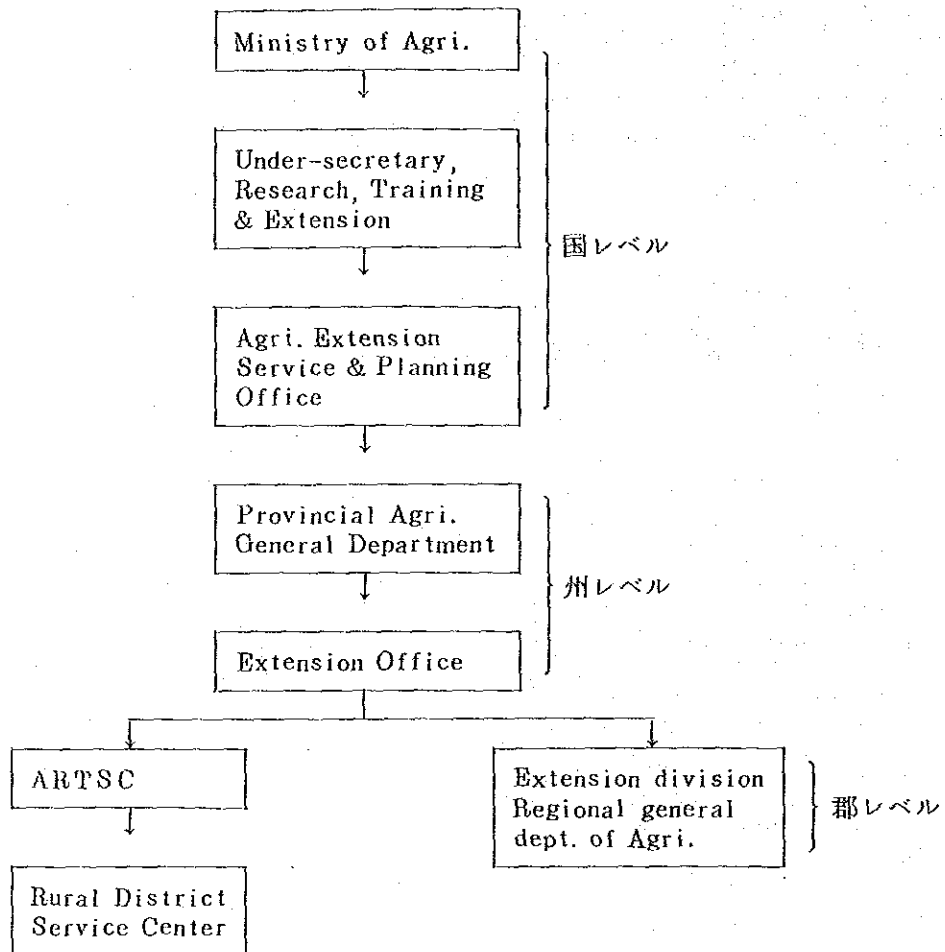 Ministry of Agri.
Under-secretary,
Research, Training
& Extension
国レベル
Agri. Extension
Service & Planning
Office
Provincial Agri.
General Department
州レベル
Extension Office
ARTSC
Extension division
Regional general
dept. of Agri.
郡レベル
Rural District
Service Center